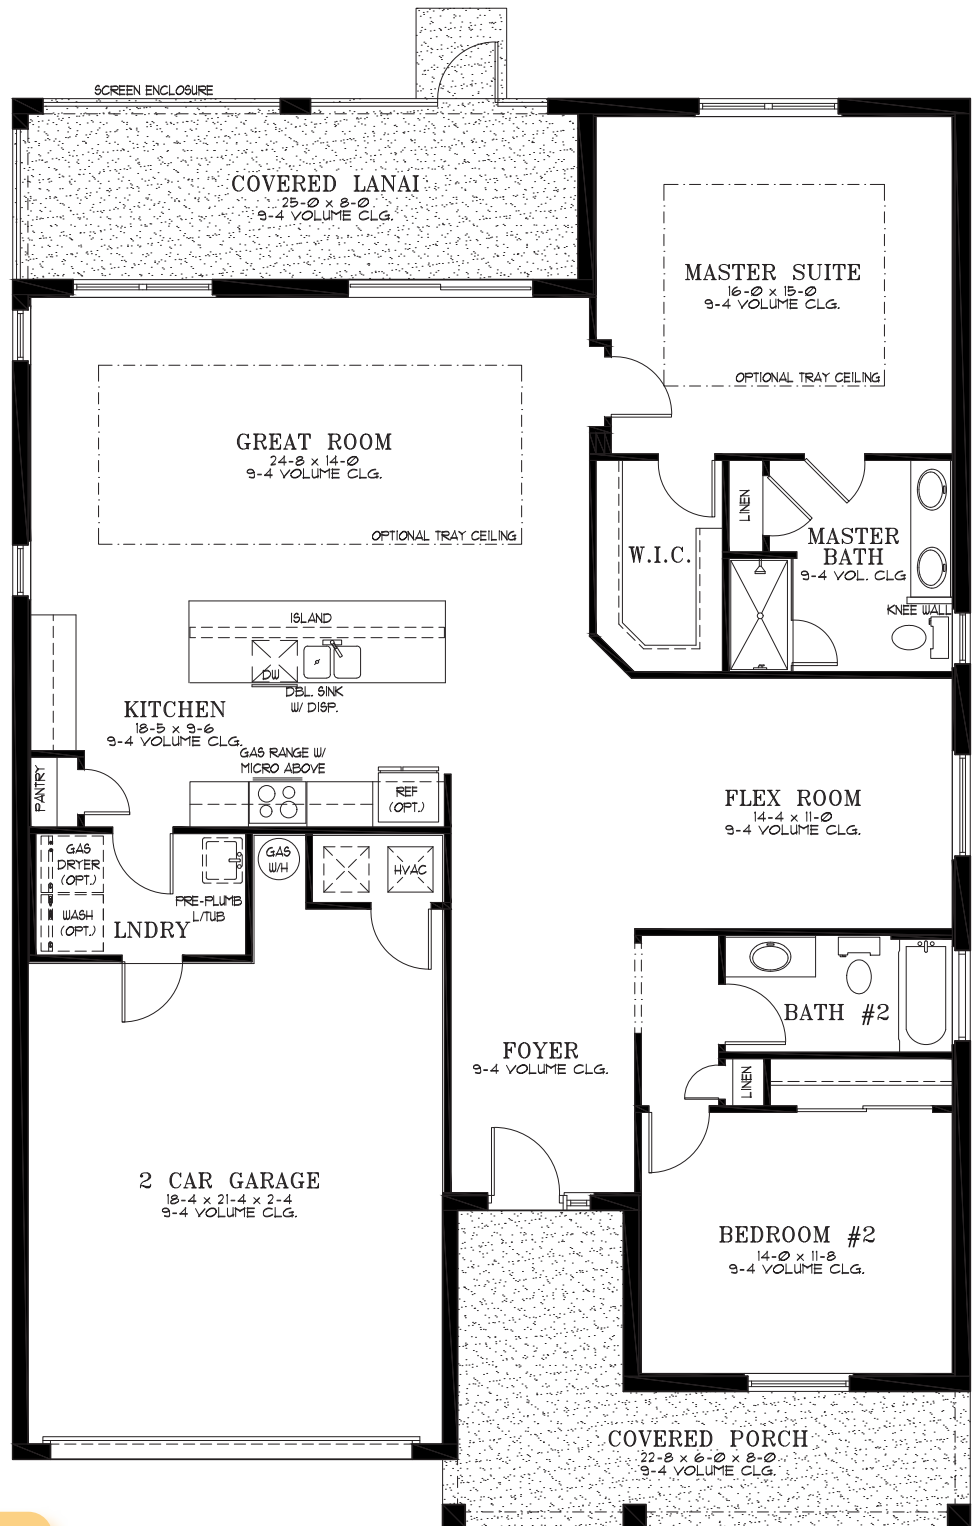 SCREEN ENCLOSURE
COVERED LANAI
25-0 x 8-0
9-4 VOLUME CLG.
MASTER SUITE
16-0 x 15-0
9-4 VOLUME CLG.
OPTIONAL TRAY CEILING
GREAT ROOM
24-8 x 14-0
9-4 VOLUME CLG.
OPTIONAL TRAY CEILING
W.I.C.
LINEN
MASTER
BATH
9-4 VOL. CLG
KNEE WALL
ISLAND
DW
DBL. SINK
W/ DISP.
KITCHEN
18-5 x 9-6
9-4 VOLUME CLG.
GAS RANGE W/
MICRO ABOVE
PANTRY
REF
(OPT.)
FLEX ROOM
14-4 x 11-0
9-4 VOLUME CLG.
GAS
DRYER
(OPT.)
WASH
(OPT.)
PRE-PLUMB
L/TUB
LNDRY
GAS
W/H
HVAC
BATH #2
FOYER
9-4 VOLUME CLG.
LINEN
2 CAR GARAGE
18-4 x 21-4 x 2-4
9-4 VOLUME CLG.
BEDROOM #2
14-0 x 11-8
9-4 VOLUME CLG.
COVERED PORCH
22-8 x 6-0 x 8-0
9-4 VOLUME CLG.